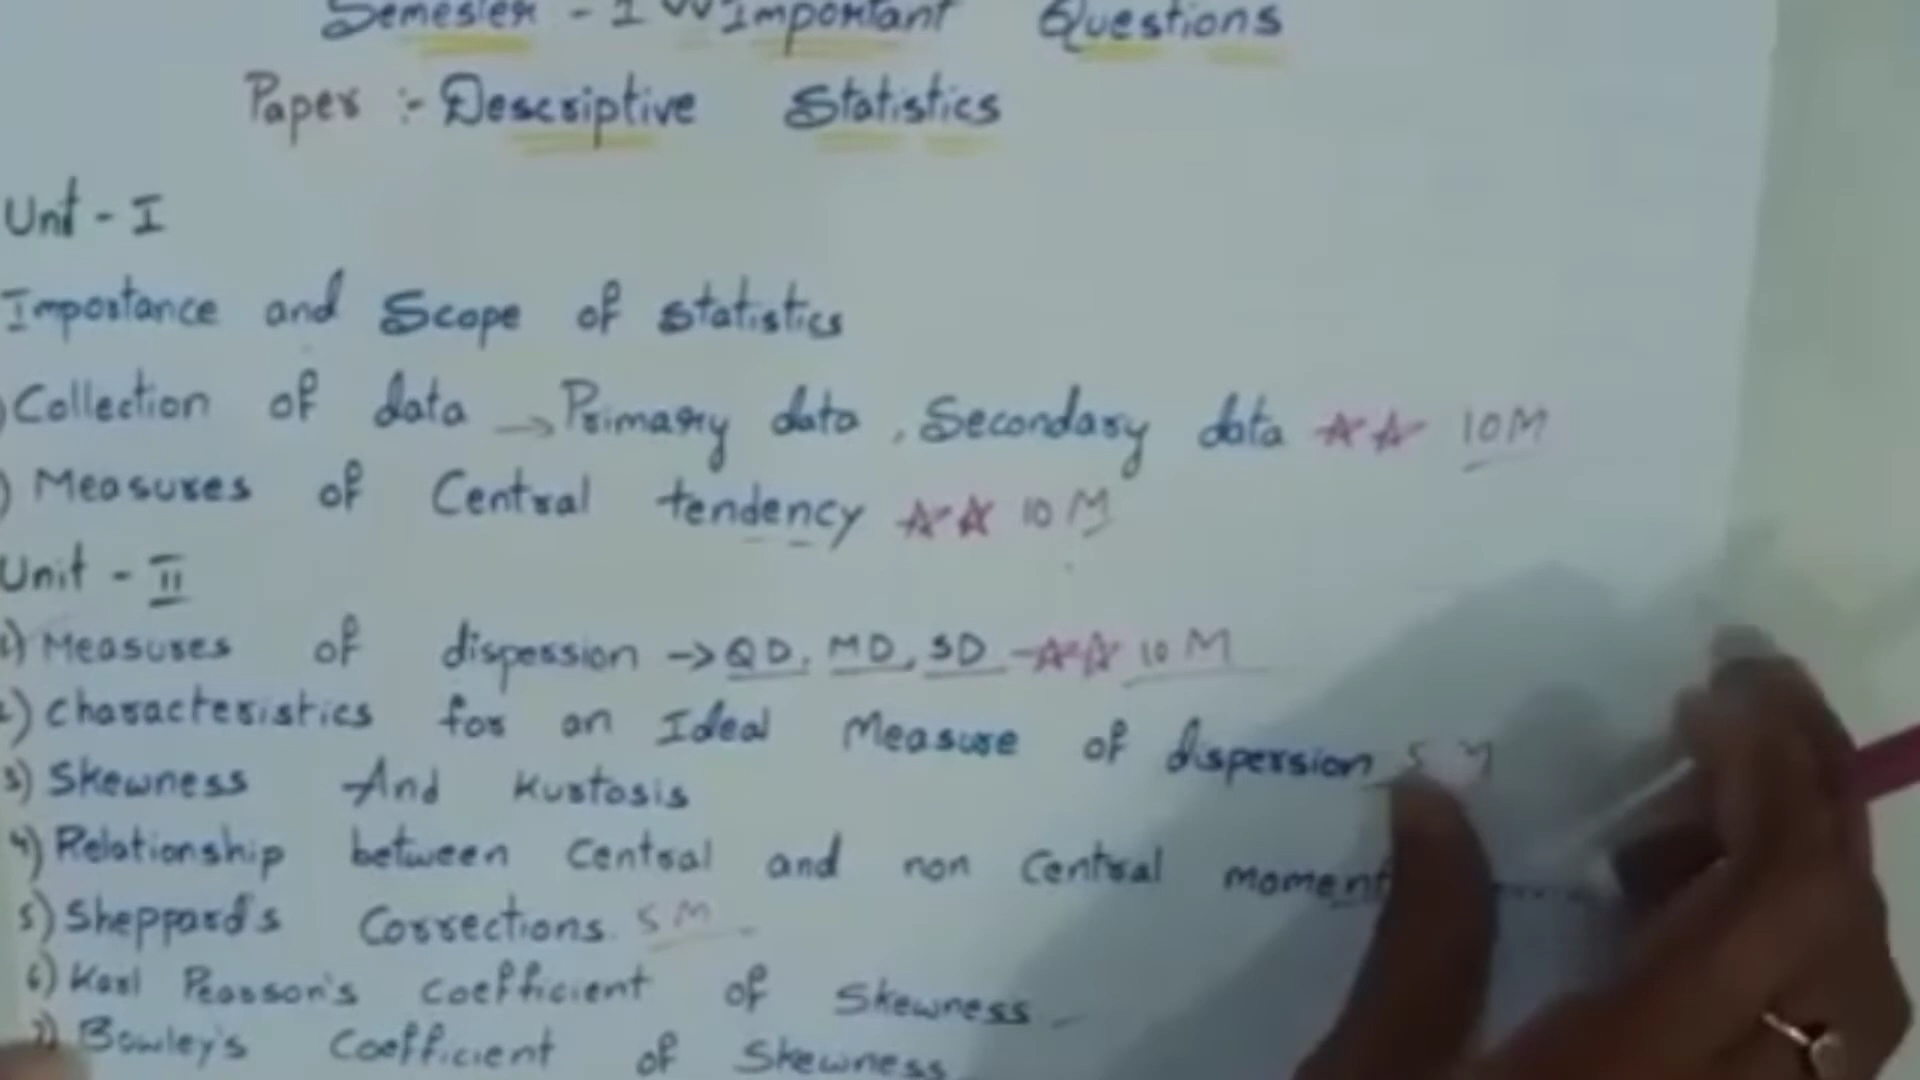 Semester - I VV Important Questions
Paper :- Descriptive Statistics
Unit - I
Importance and Scope of statistics
) Collection of data → Primary data, Secondary data ☆☆ 10M
) Measures of Central tendency ☆☆ 10M
Unit - II
1) Measures of dispersion → QD, MD, SD - ☆☆ 10M
2) Characteristics for an Ideal Measure of dispersion 5M
3) Skewness And Kurtosis
4) Relationship between Central and non Central moment
5) Sheppard's Corrections. 5M
6) Karl Pearson's coefficient of Skewness
7) Bowley's Coefficient of Skewness